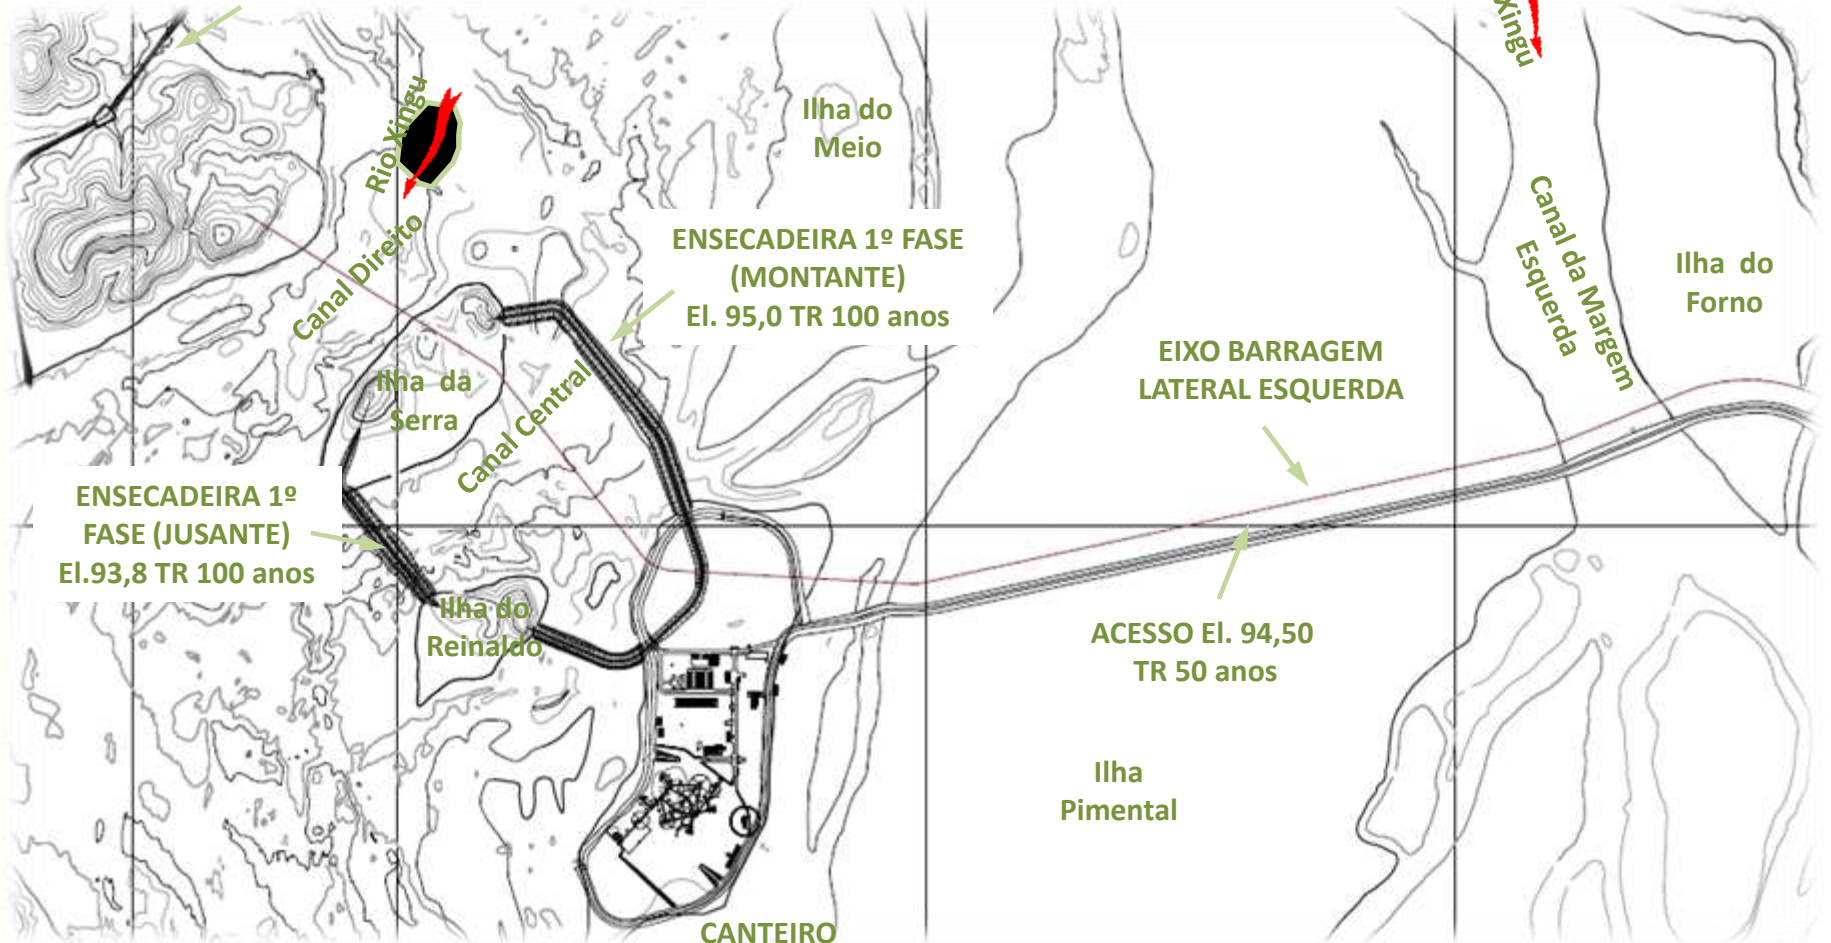 Xingu
Rio Xingu
Ilha do
Meio
Canal Direito
ENSECADEIRA 1º FASE
(MONTANTE)
El. 95,0 TR 100 anos
Canal da Margem
Esquerda
Ilha do
Forno
EIXO BARRAGEM
LATERAL ESQUERDA
Ilha da
Serra
Canal Central
ENSECADEIRA 1º
FASE (JUSANTE)
El.93,8 TR 100 anos
Ilha do
Reinaldo
ACESSO El. 94,50
TR 50 anos
Ilha
Pimental
CANTEIRO